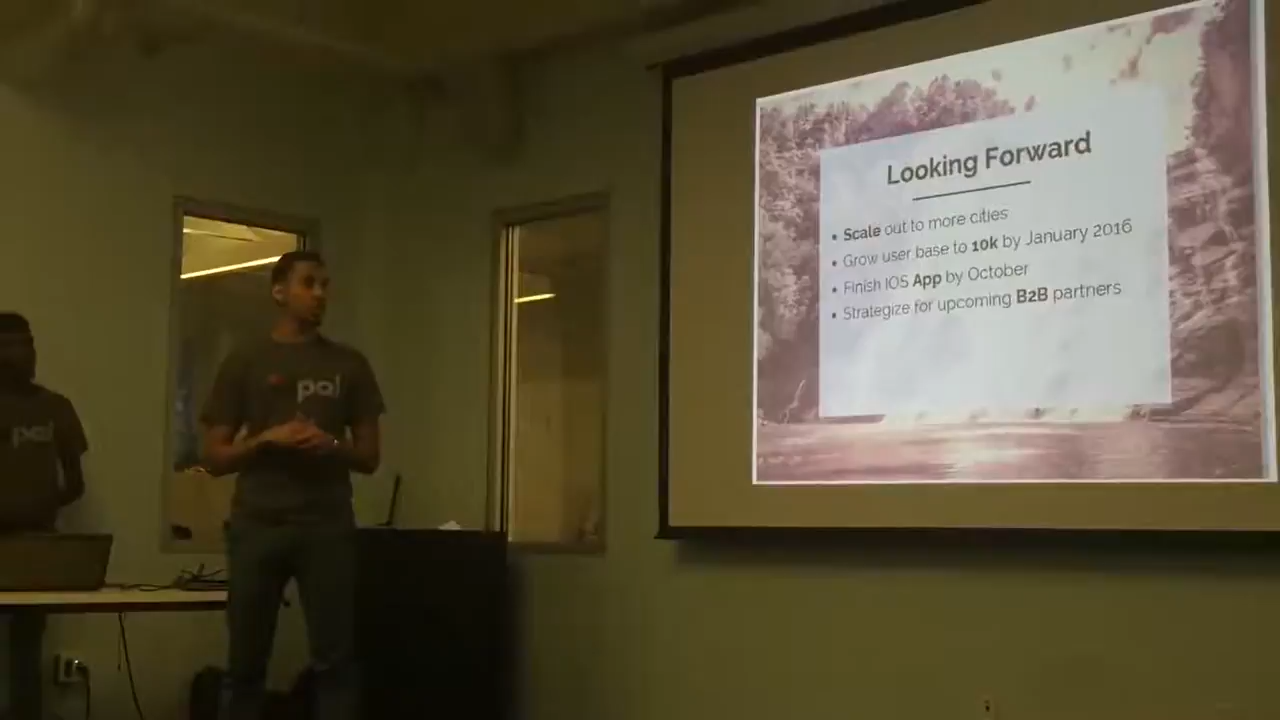 Looking Forward
Scale out to more cities
Grow user base to 10k by January 2016
Finish IOS App by October
Strategize for upcoming B2B partners
pal
pal